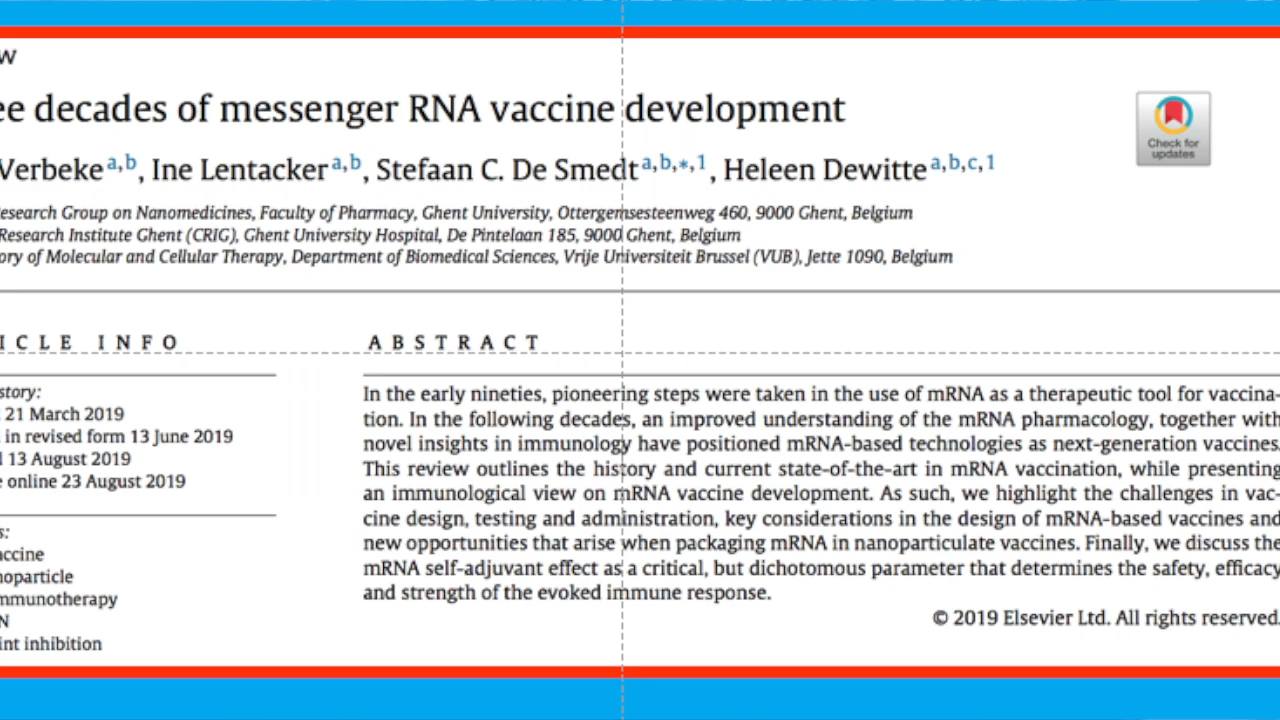 W
ee decades of messenger RNA vaccine development
Check for
updates
Verbeke a,b, Ine Lentacker a,b, Stefaan C. De Smedt a,b,*,1, Heleen Dewitte a,b,c,1
esearch Group on Nanomedicines, Faculty of Pharmacy, Ghent University, Ottergemsesteenweg 460, 9000 Ghent, Belgium
Research Institute Ghent (CRIG), Ghent University Hospital, De Pintelaan 185, 9000 Ghent, Belgium
ory of Molecular and Cellular Therapy, Department of Biomedical Sciences, Vrije Universiteit Brussel (VUB), Jette 1090, Belgium
ICLE INFO
story:
21 March 2019
in revised form 13 June 2019
l 13 August 2019
e online 23 August 2019
s:
accine
noparticle
mmunotherapy
N
int inhibition
ABSTRACT
In the early nineties, pioneering steps were taken in the use of mRNA as a therapeutic tool for vaccina-
tion. In the following decades, an improved understanding of the mRNA pharmacology, together with
novel insights in immunology have positioned mRNA-based technologies as next-generation vaccines.
This review outlines the history and current state-of-the-art in mRNA vaccination, while presenting
an immunological view on mRNA vaccine development. As such, we highlight the challenges in vac-
cine design, testing and administration, key considerations in the design of mRNA-based vaccines and
new opportunities that arise when packaging mRNA in nanoparticulate vaccines. Finally, we discuss the
mRNA self-adjuvant effect as a critical, but dichotomous parameter that determines the safety, efficacy
and strength of the evoked immune response.
© 2019 Elsevier Ltd. All rights reserved.